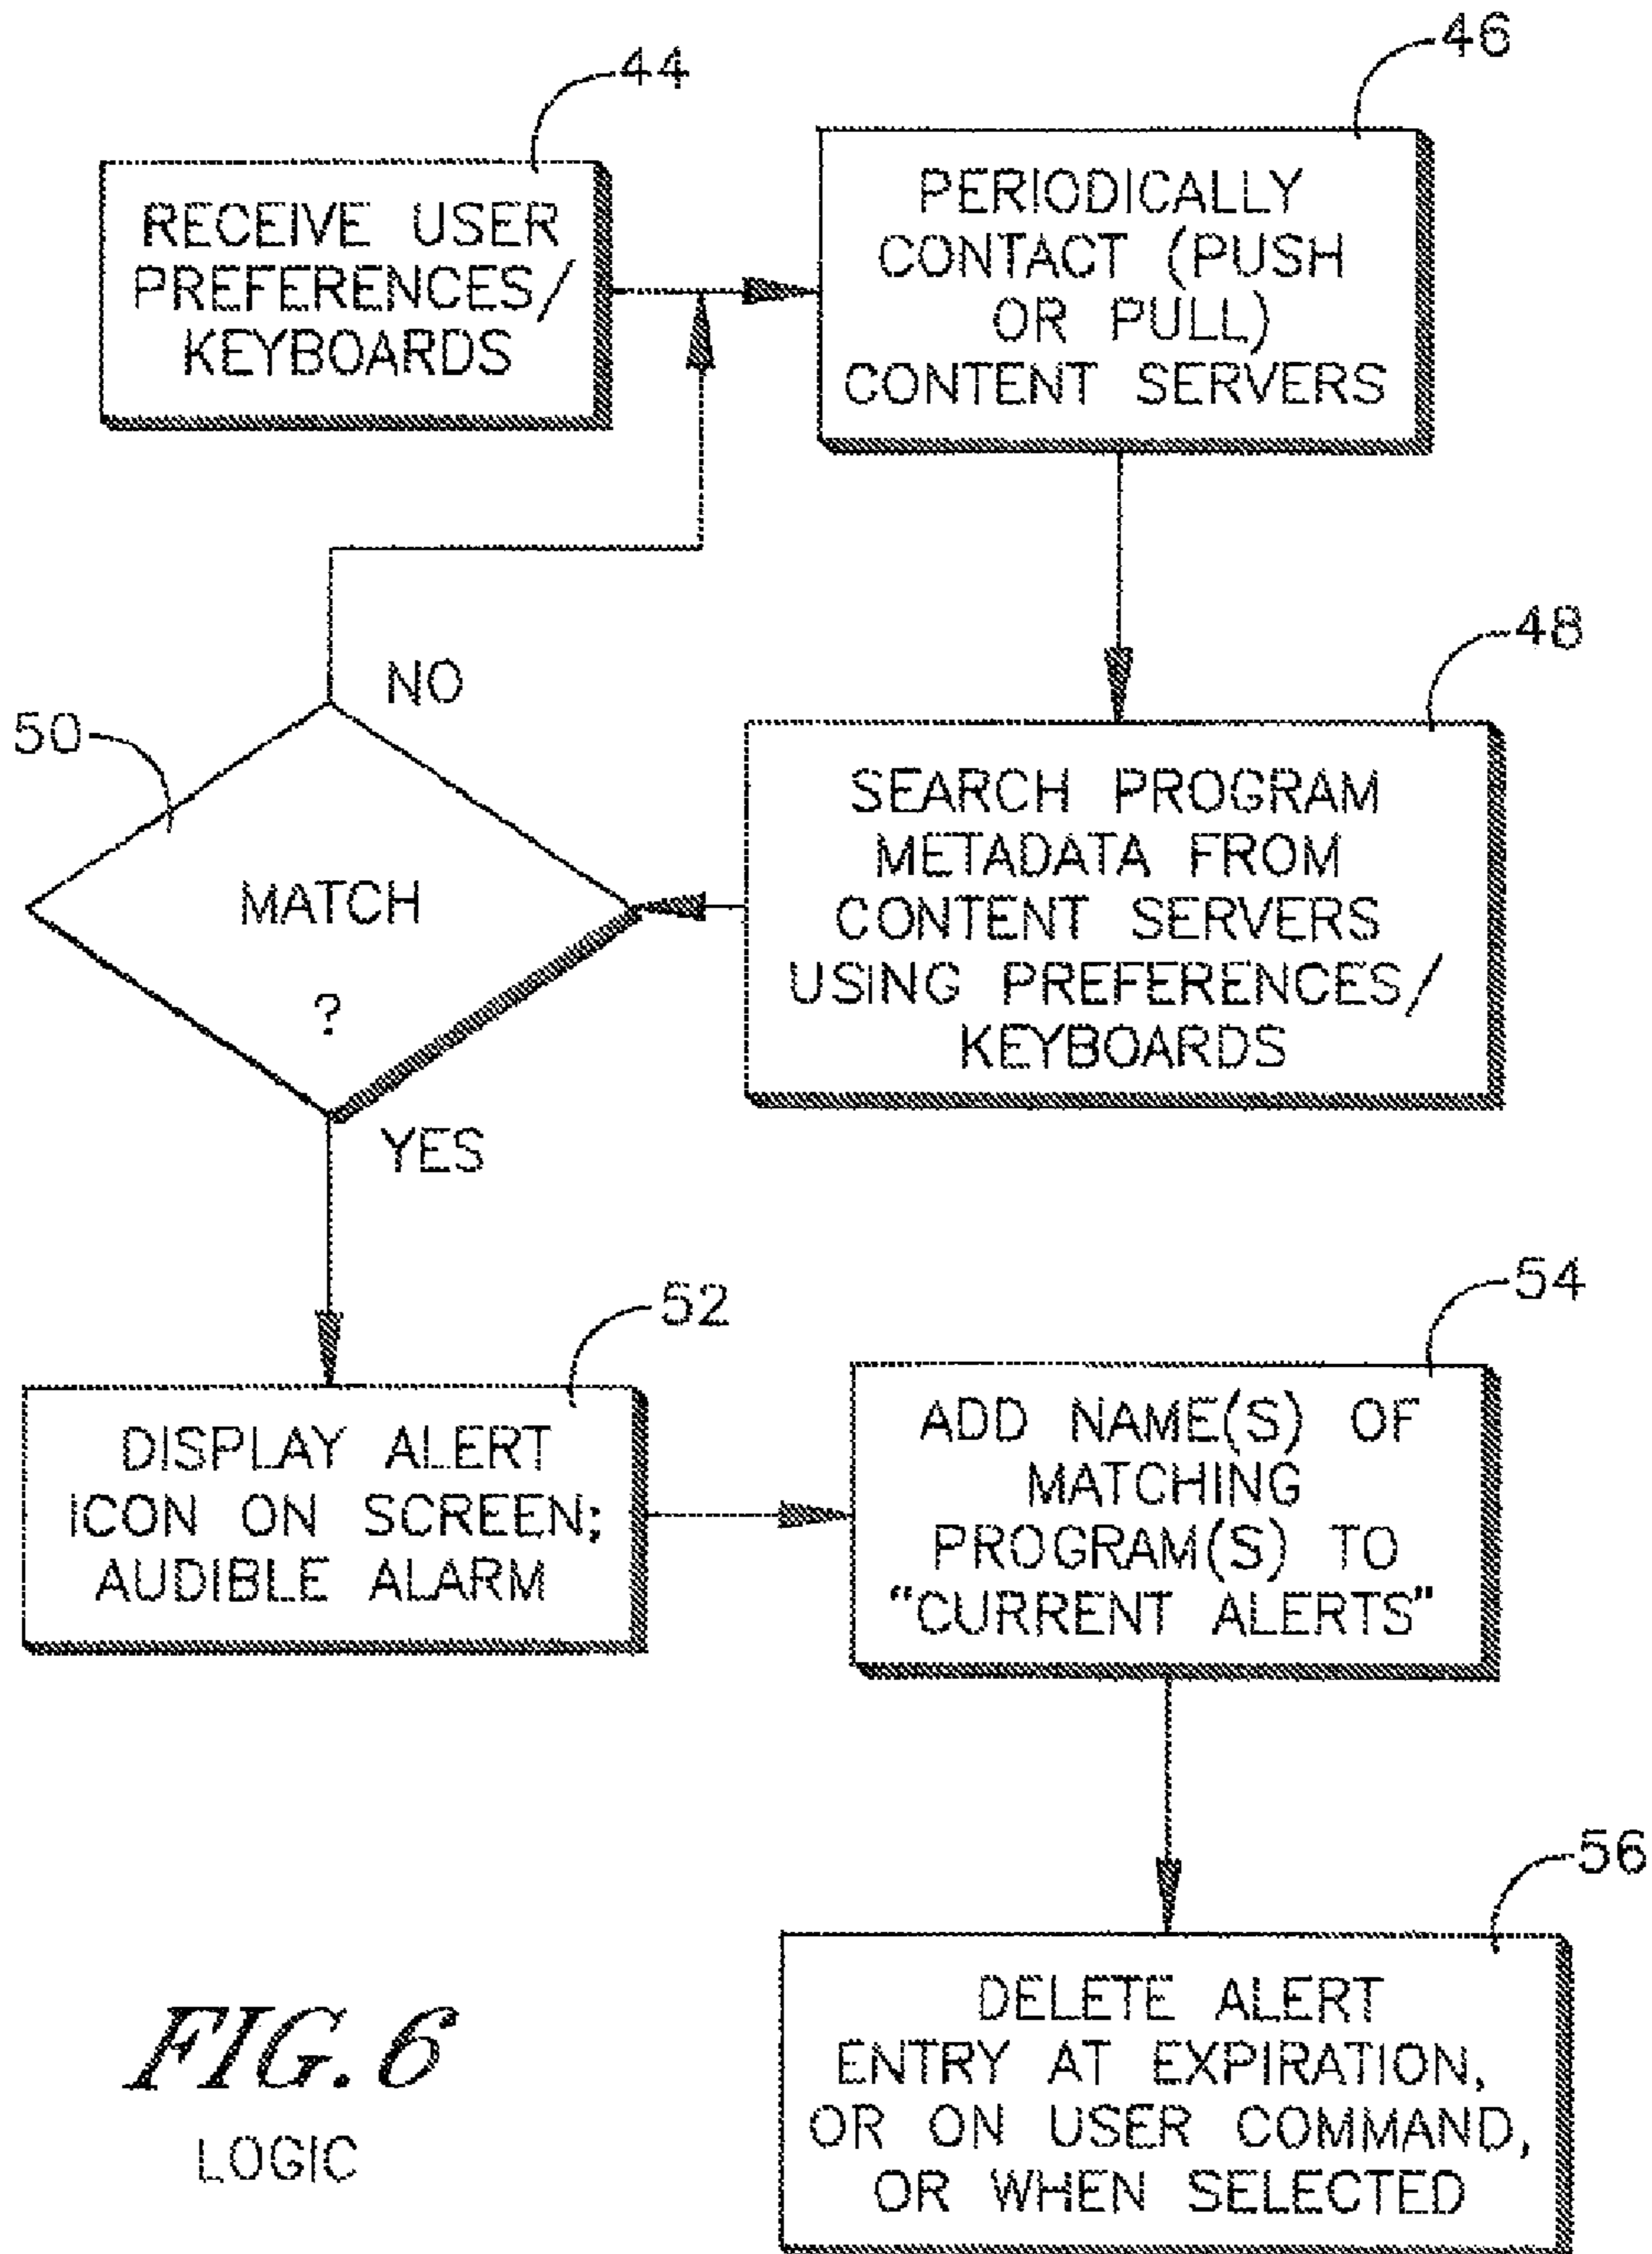 44
RECEIVE USER
PREFERENCES/
KEYBOARDS
46
PERIODICALLY
CONTACT (PUSH
OR PULL)
CONTENT SERVERS
48
SEARCH PROGRAM
METADATA FROM
CONTENT SERVERS
USING PREFERENCES/
KEYBOARDS
50
NO
MATCH
?
YES
52
DISPLAY ALERT
ICON ON SCREEN;
AUDIBLE ALARM
54
ADD NAME(S) OF
MATCHING
PROGRAM(S) TO
“CURRENT ALERTS”
56
DELETE ALERT
ENTRY AT EXPIRATION,
OR ON USER COMMAND,
OR WHEN SELECTED
FIG. 6
LOGIC